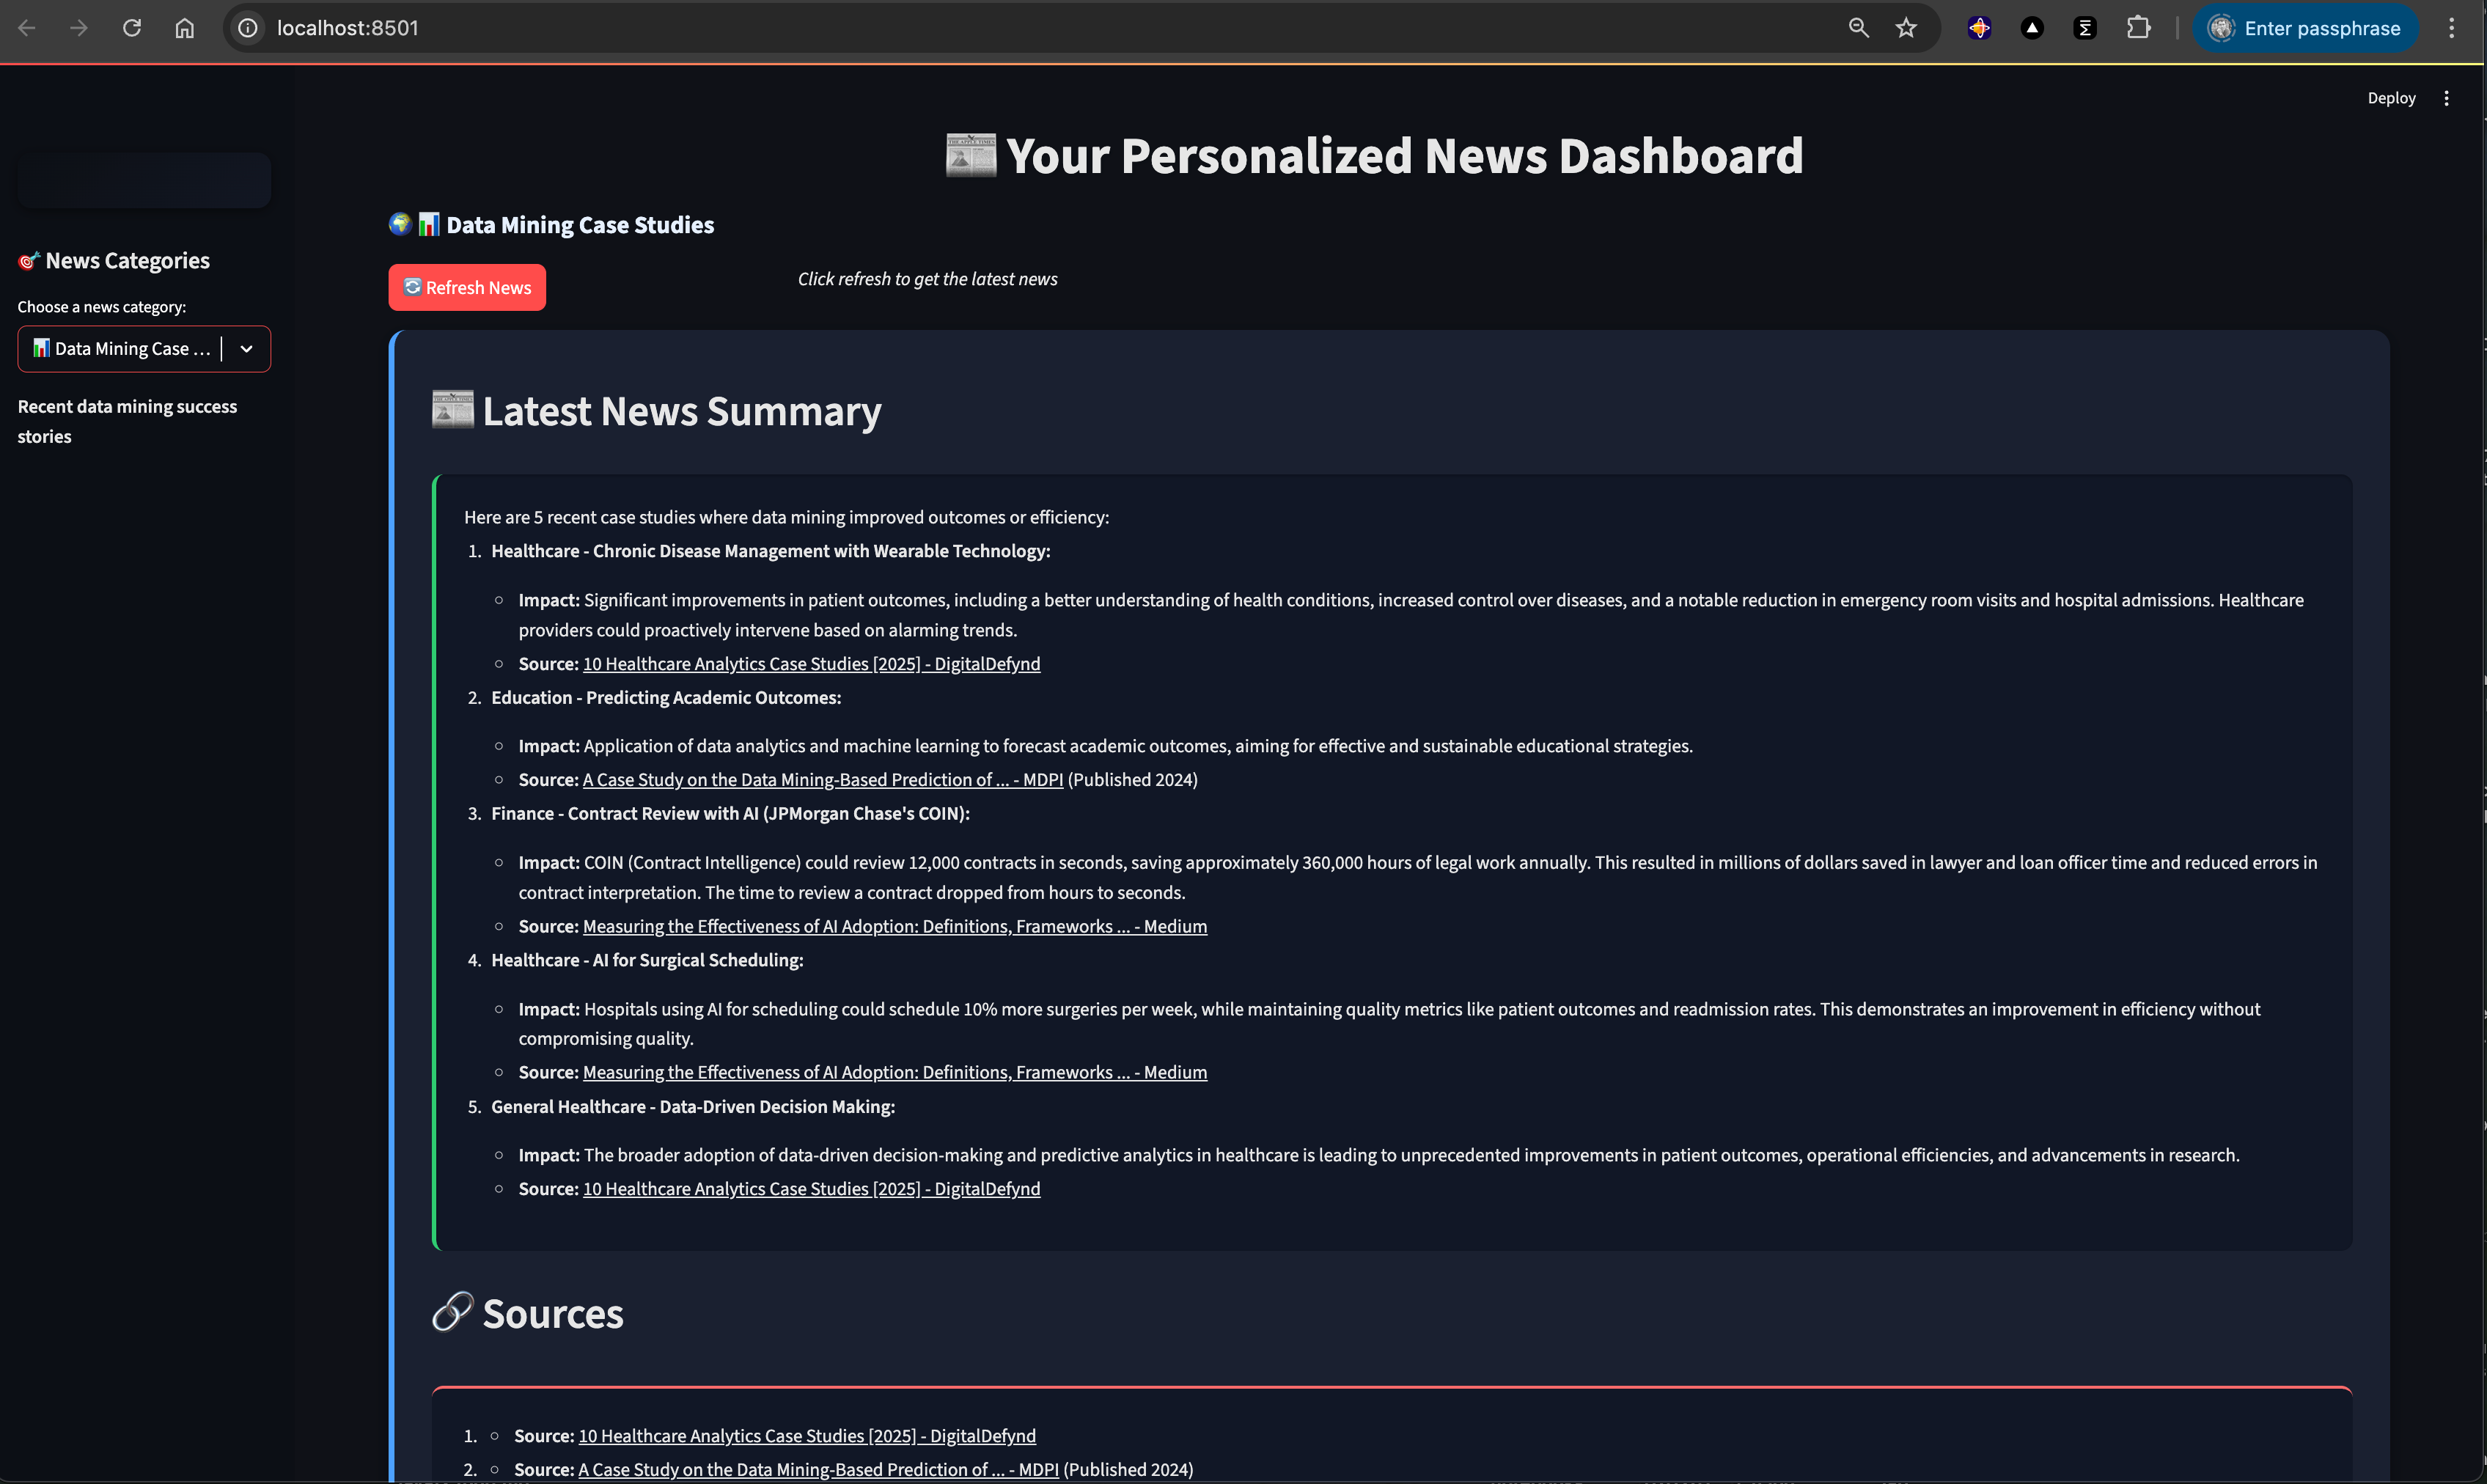 localhost:8501
Enter passphrase
Deploy
Your Personalized News Dashboard
Data Mining Case Studies
Refresh News
Click refresh to get the latest news
News Categories
Choose a news category:
Data Mining Case ...
Recent data mining success
stories
Latest News Summary
Here are 5 recent case studies where data mining improved outcomes or efficiency:
1. Healthcare - Chronic Disease Management with Wearable Technology:
Impact: Significant improvements in patient outcomes, including a better understanding of health conditions, increased control over diseases, and a notable reduction in emergency room visits and hospital admissions. Healthcare
providers could proactively intervene based on alarming trends.
Source: 10 Healthcare Analytics Case Studies [2025] - DigitalDefynd
2. Education - Predicting Academic Outcomes:
Impact: Application of data analytics and machine learning to forecast academic outcomes, aiming for effective and sustainable educational strategies.
Source: A Case Study on the Data Mining-Based Prediction of ... - MDPI (Published 2024)
3. Finance - Contract Review with AI (JPMorgan Chase's COIN):
Impact: COIN (Contract Intelligence) could review 12,000 contracts in seconds, saving approximately 360,000 hours of legal work annually. This resulted in millions of dollars saved in lawyer and loan officer time and reduced errors in
contract interpretation. The time to review a contract dropped from hours to seconds.
Source: Measuring the Effectiveness of AI Adoption: Definitions, Frameworks ... - Medium
4. Healthcare - AI for Surgical Scheduling:
Impact: Hospitals using AI for scheduling could schedule 10% more surgeries per week, while maintaining quality metrics like patient outcomes and readmission rates. This demonstrates an improvement in efficiency without
compromising quality.
Source: Measuring the Effectiveness of AI Adoption: Definitions, Frameworks ... - Medium
5. General Healthcare - Data-Driven Decision Making:
Impact: The broader adoption of data-driven decision-making and predictive analytics in healthcare is leading to unprecedented improvements in patient outcomes, operational efficiencies, and advancements in research.
Source: 10 Healthcare Analytics Case Studies [2025] - DigitalDefynd
Sources
1. Source: 10 Healthcare Analytics Case Studies [2025] - DigitalDefynd
2. Source: A Case Study on the Data Mining-Based Prediction of ... - MDPI (Published 2024)